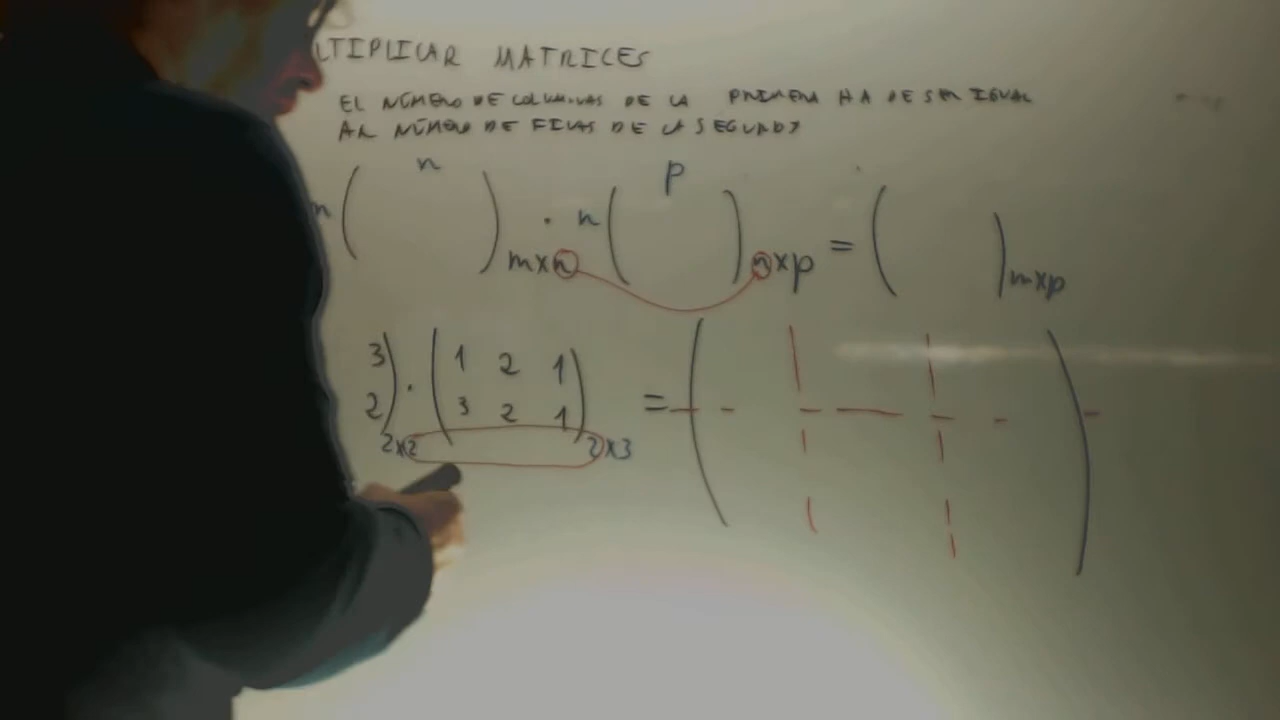 LTIPLICAR MATRICES
EL NÚMERO DE COLUMNAS DE LA PRIMERA HA DE SER IGUAL
AL NÚMERO DE FILAS DE LA SEGUNDA
n p
m ( ) m×n · n ( ) n×p = ( ) m×p
3 ) · ( 1 2 1 ) = ( )
2 3 2 1
2×2 2×3